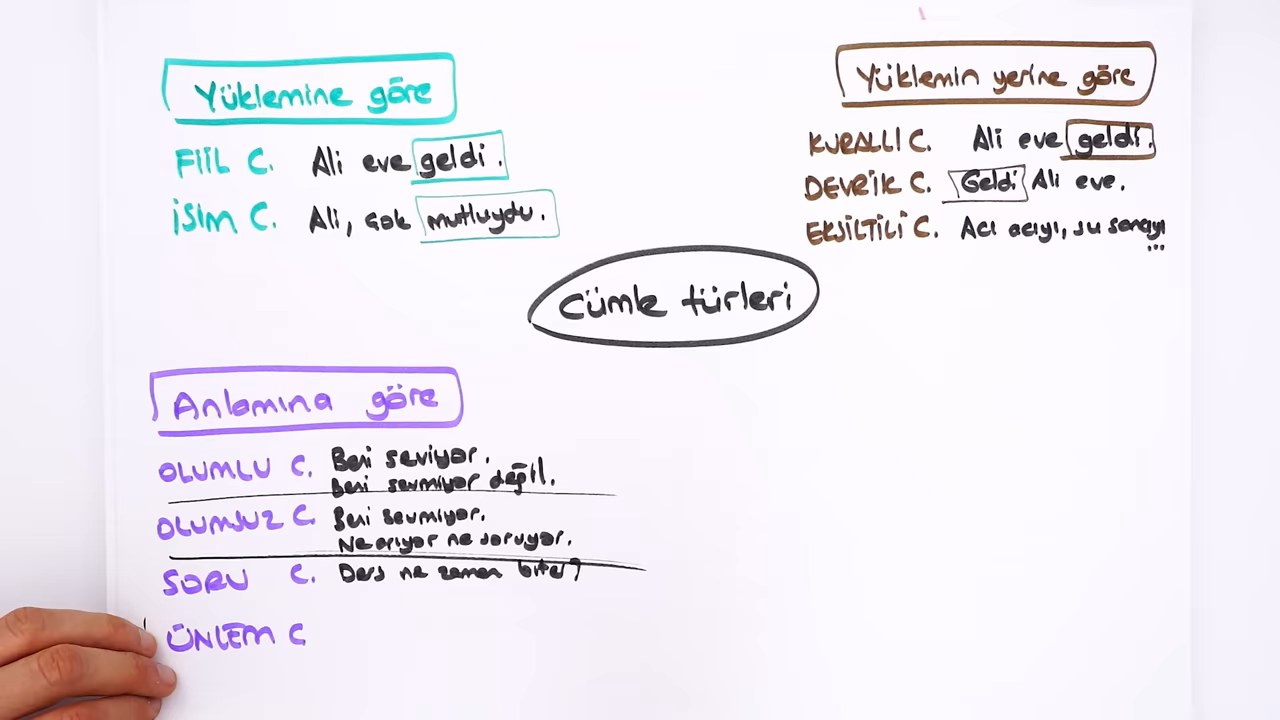 Yüklemine göre
FİİL C. Ali eve geldi.
İSİM C. Ali, çok mutluydu.
Yüklemin yerine göre
KURALLI C. Ali eve geldi.
DEVRİK C. Geldi Ali eve.
EKSİLTİLİ C. Acı acıyı, su sancıyı
...
Cümle türleri
Anlamına göre
OLUMLU C. Beni seviyor.
Beni sevmiyor değil.
OLUMSUZ C. Beni sevmiyor.
Ne arıyor ne soruyor.
SORU C. Ders ne zaman biter?
ÜNLEM C